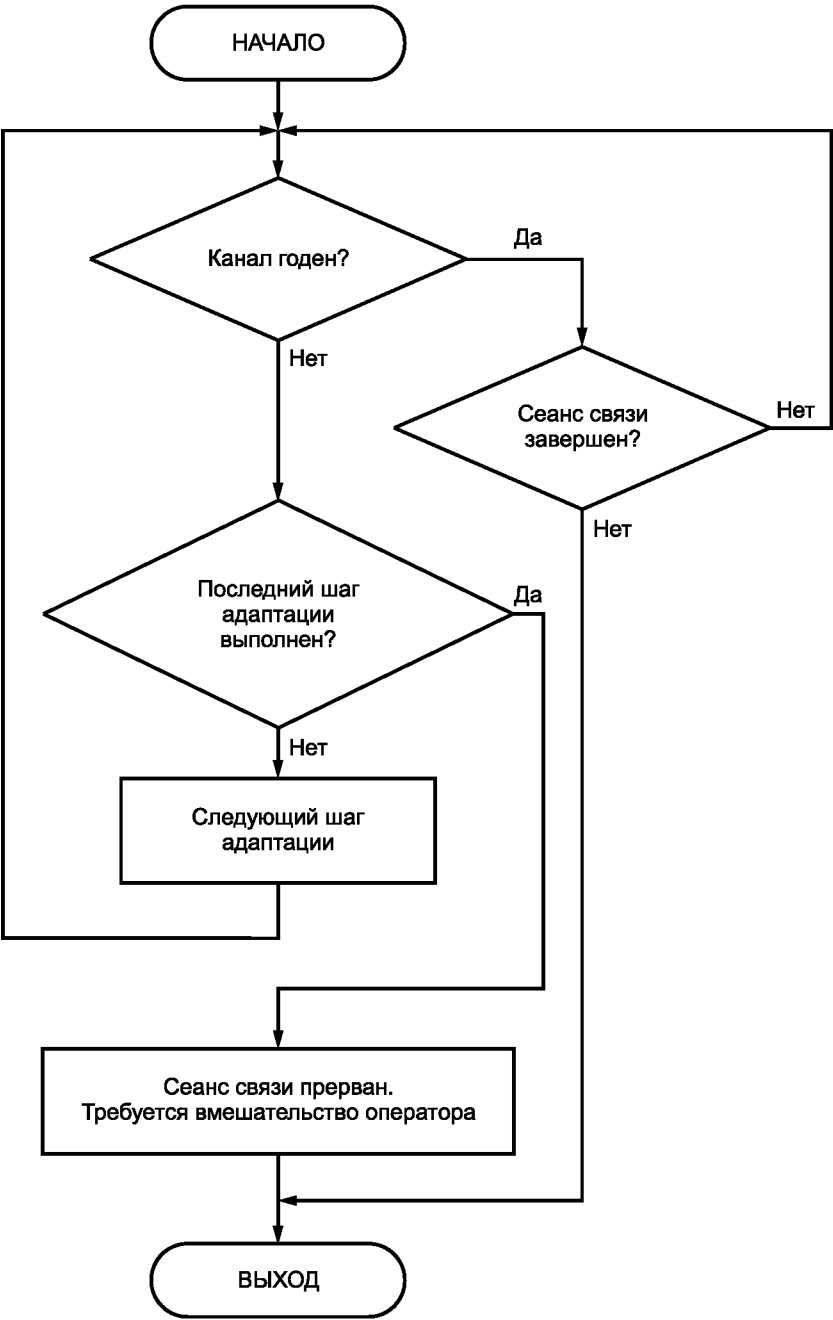 НАЧАЛО
Канал годен?
Да
Нет
Сеанс связи
завершен?
Нет
Нет
Последний шаг
адаптации
выполнен?
Да
Нет
Следующий шаг
адаптации
Сеанс связи прерван.
Требуется вмешательство оператора
ВЫХОД